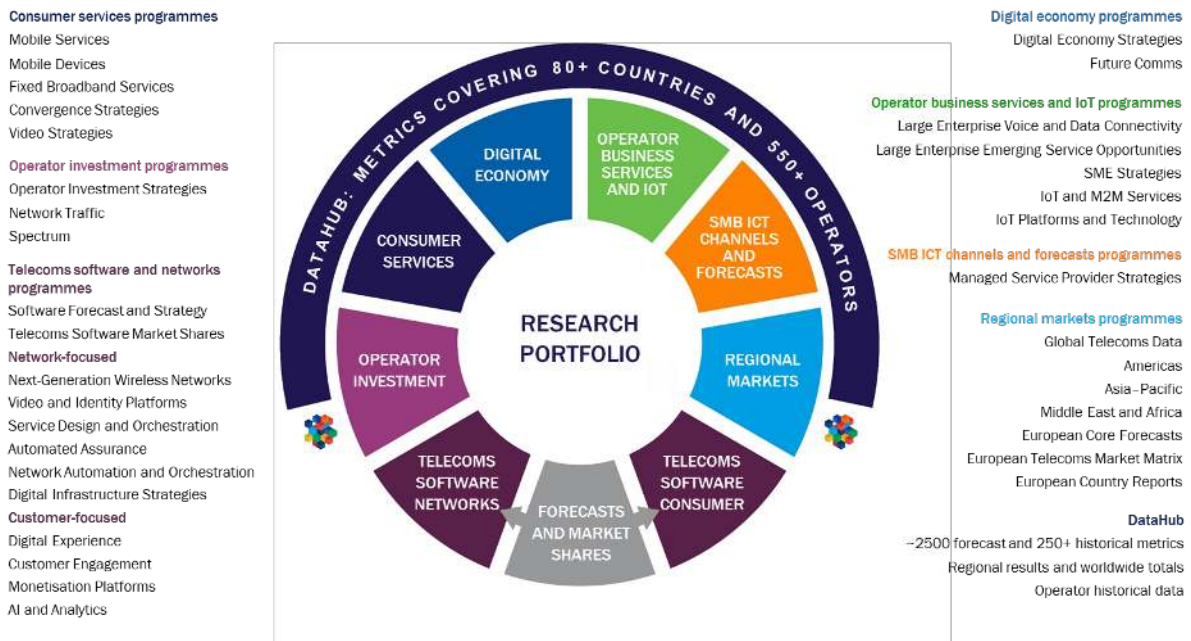 Consumer services programmes
Mobile Services
Mobile Devices
Fixed Broadband Services
Convergence Strategies
Video Strategies
Operator investment programmes
Operator Investment Strategies
Network Traffic
Spectrum
Telecoms software and networks
programmes
Software Forecast and Strategy
Telecoms Software Market Shares
Network-focused
Next-Generation Wireless Networks
Video and Identity Platforms
Service Design and Orchestration
Automated Assurance
Network Automation and Orchestration
Digital Infrastructure Strategies
Customer-focused
Digital Experience
Customer Engagement
Monetisation Platforms
AI and Analytics
DATAHUB: METRICS COVERING 80+ COUNTRIES AND 550+ OPERATORS
DIGITAL
ECONOMY
OPERATOR
BUSINESS
SERVICES
AND IOT
CONSUMER
SERVICES
SMB ICT
CHANNELS
AND
FORECASTS
RESEARCH
PORTFOLIO
OPERATOR
INVESTMENT
REGIONAL
MARKETS
TELECOMS
SOFTWARE
NETWORKS
FORECASTS
AND MARKET
SHARES
TELECOMS
SOFTWARE
CONSUMER
Digital economy programmes
Digital Economy Strategies
Future Comms
Operator business services and IoT programmes
Large Enterprise Voice and Data Connectivity
Large Enterprise Emerging Service Opportunities
SME Strategies
IoT and M2M Services
IoT Platforms and Technology
SMB ICT channels and forecasts programmes
Managed Service Provider Strategies
Regional markets programmes
Global Telecoms Data
Americas
Asia–Pacific
Middle East and Africa
European Core Forecasts
European Telecoms Market Matrix
European Country Reports
DataHub
~2500 forecast and 250+ historical metrics
Regional results and worldwide totals
Operator historical data